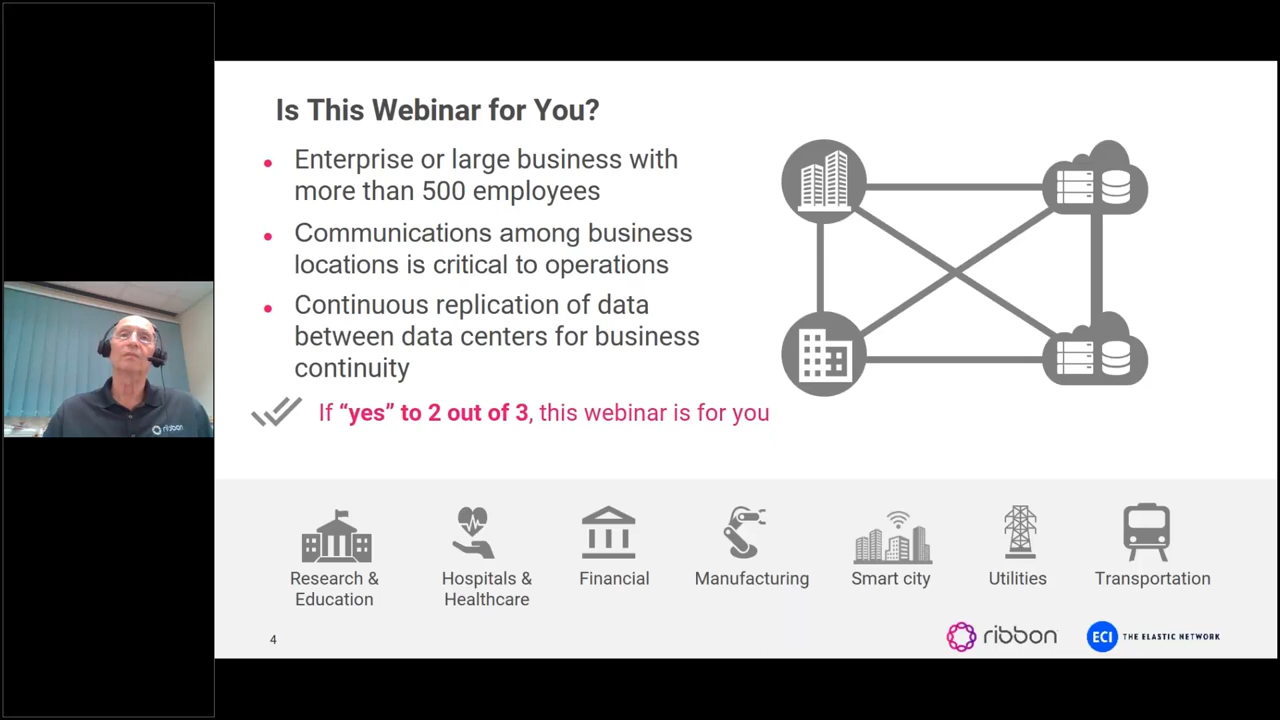 Is This Webinar for You?
• Enterprise or large business with
more than 500 employees
• Communications among business
locations is critical to operations
• Continuous replication of data
between data centers for business
continuity
If “yes” to 2 out of 3, this webinar is for you
Research &
Education
Hospitals &
Healthcare
Financial
Manufacturing
Smart city
Utilities
Transportation
4
ribbon
ECI THE ELASTIC NETWORK
ribbon